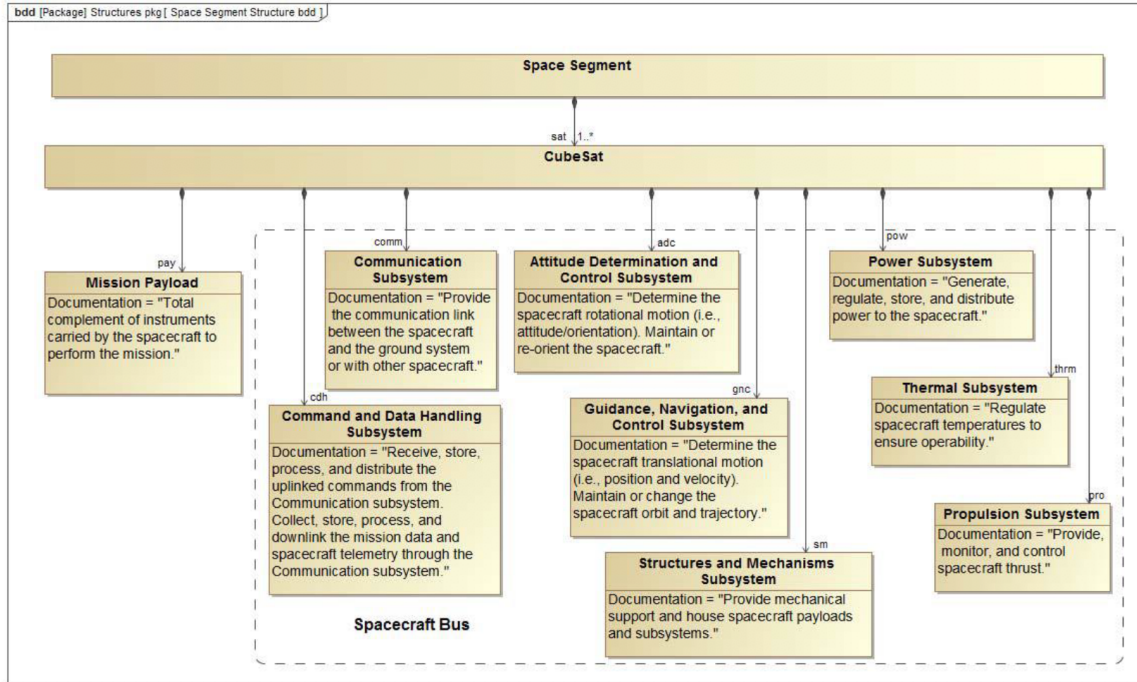 bdd [Package] Structures pkg [ Space Segment Structure bdd ]
Space Segment
sat
1..*
CubeSat
pay
Mission Payload
Documentation = "Total
complement of instruments
carried by the spacecraft to
perform the mission."
comm
Communication
Subsystem
Documentation = "Provide
the communication link
between the spacecraft
and the ground system
or with other spacecraft."
adc
Attitude Determination and
Control Subsystem
Documentation = "Determine the
spacecraft rotational motion (i.e.,
attitude/orientation). Maintain or
re-orient the spacecraft."
pow
Power Subsystem
Documentation = "Generate,
regulate, store, and distribute
power to the spacecraft."
cdh
Command and Data Handling
Subsystem
Documentation = "Receive, store,
process, and distribute the
uplinked commands from the
Communication subsystem.
Collect, store, process, and
downlink the mission data and
spacecraft telemetry through the
Communication subsystem."
gnc
Guidance, Navigation, and
Control Subsystem
Documentation = "Determine the
spacecraft translational motion
(i.e., position and velocity).
Maintain or change the
spacecraft orbit and trajectory."
thrm
Thermal Subsystem
Documentation = "Regulate
spacecraft temperatures to
ensure operability."
pro
Propulsion Subsystem
Documentation = "Provide,
monitor, and control
spacecraft thrust."
sm
Structures and Mechanisms
Subsystem
Documentation = "Provide mechanical
support and house spacecraft payloads
and subsystems."
Spacecraft Bus